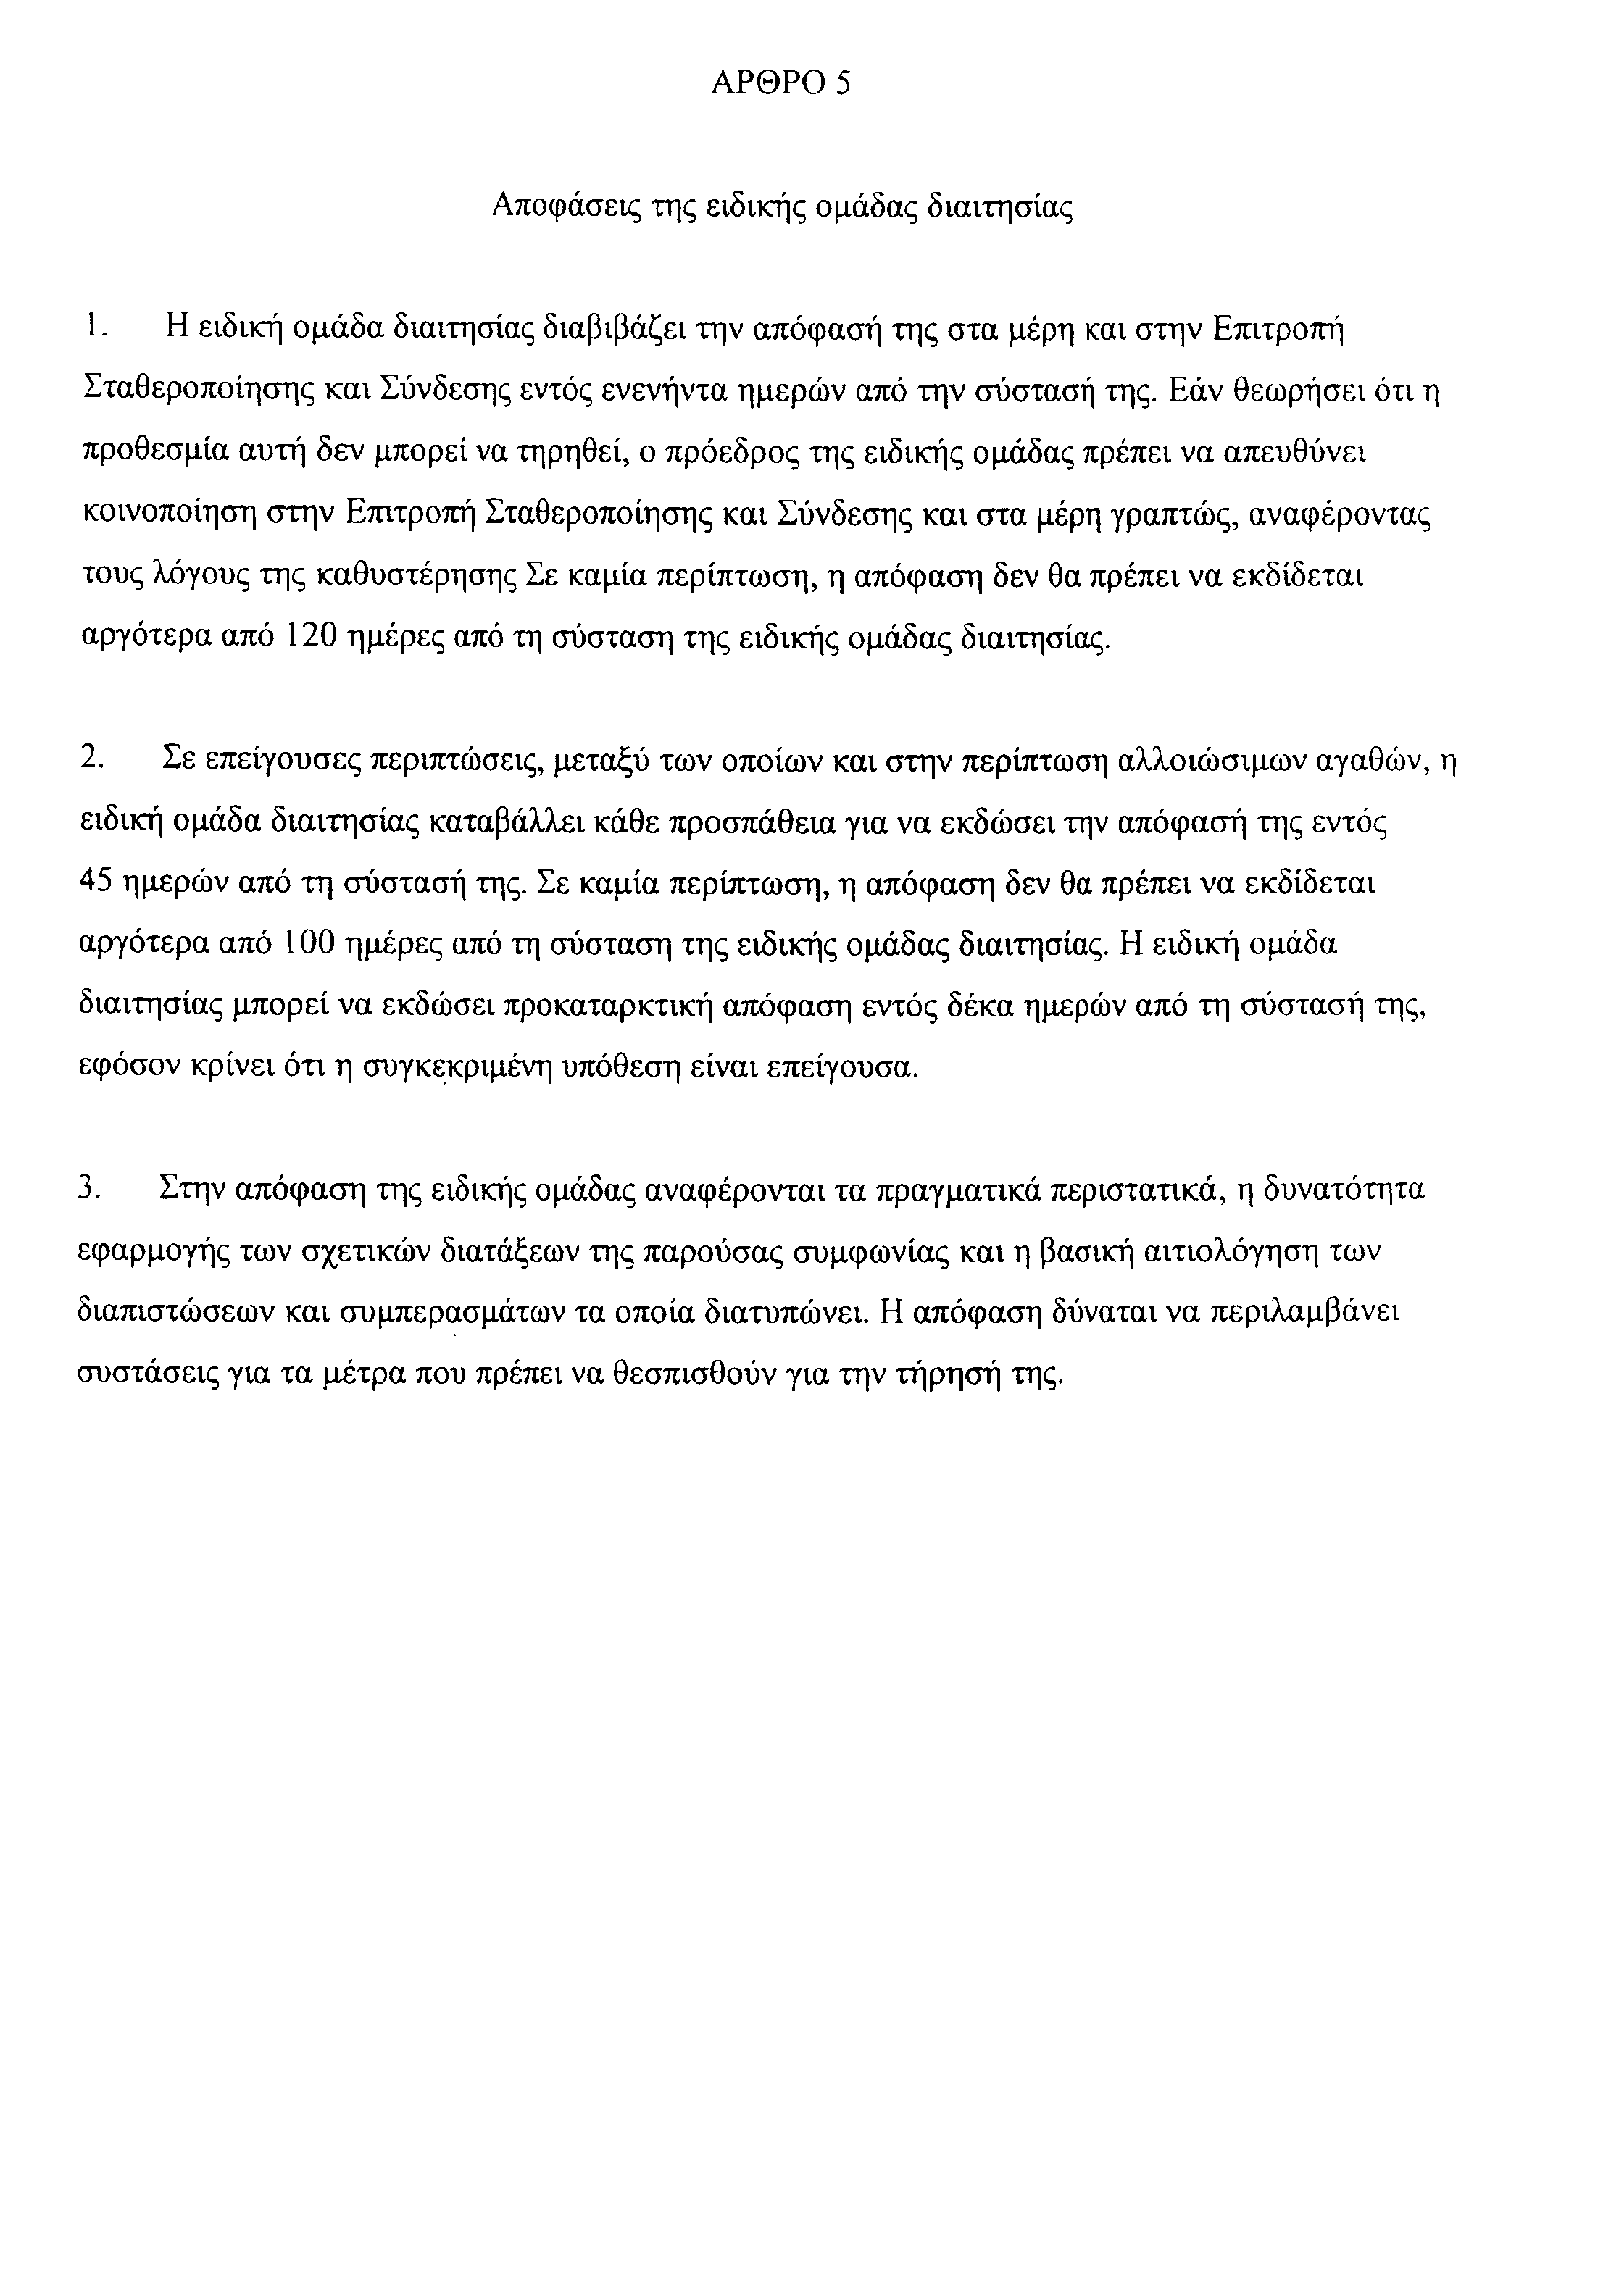 ΑΡΘΡΟ 5
Αποφάσεις της ειδικής ομάδας διαιτησίας
1. Η ειδική ομάδα διαιτησίας διαβιβάζει την απόφασή της στα μέρη και στην Επιτροπή
Σταθεροποίησης και Σύνδεσης εντός ενενήντα ημερών από την σύστασή της. Εάν θεωρήσει ότι η
προθεσμία αυτή δεν μπορεί να τηρηθεί, ο πρόεδρος της ειδικής ομάδας πρέπει να απευθύνει
κοινοποίηση στην Επιτροπή Σταθεροποίησης και Σύνδεσης και στα μέρη γραπτώς, αναφέροντας
τους λόγους της καθυστέρησης Σε καμία περίπτωση, η απόφαση δεν θα πρέπει να εκδίδεται
αργότερα από 120 ημέρες από τη σύσταση της ειδικής ομάδας διαιτησίας.
2. Σε επείγουσες περιπτώσεις, μεταξύ των οποίων και στην περίπτωση αλλοιώσιμων αγαθών, η
ειδική ομάδα διαιτησίας καταβάλλει κάθε προσπάθεια για να εκδώσει την απόφασή της εντός
45 ημερών από τη σύστασή της. Σε καμία περίπτωση, η απόφαση δεν θα πρέπει να εκδίδεται
αργότερα από 100 ημέρες από τη σύσταση της ειδικής ομάδας διαιτησίας. Η ειδική ομάδα
διαιτησίας μπορεί να εκδώσει προκαταρκτική απόφαση εντός δέκα ημερών από τη σύστασή της,
εφόσον κρίνει ότι η συγκεκριμένη υπόθεση είναι επείγουσα.
3. Στην απόφαση της ειδικής ομάδας αναφέρονται τα πραγματικά περιστατικά, η δυνατότητα
εφαρμογής των σχετικών διατάξεων της παρούσας συμφωνίας και η βασική αιτιολόγηση των
διαπιστώσεων και συμπερασμάτων τα οποία διατυπώνει. Η απόφαση δύναται να περιλαμβάνει
συστάσεις για τα μέτρα που πρέπει να θεσπισθούν για την τήρησή της.